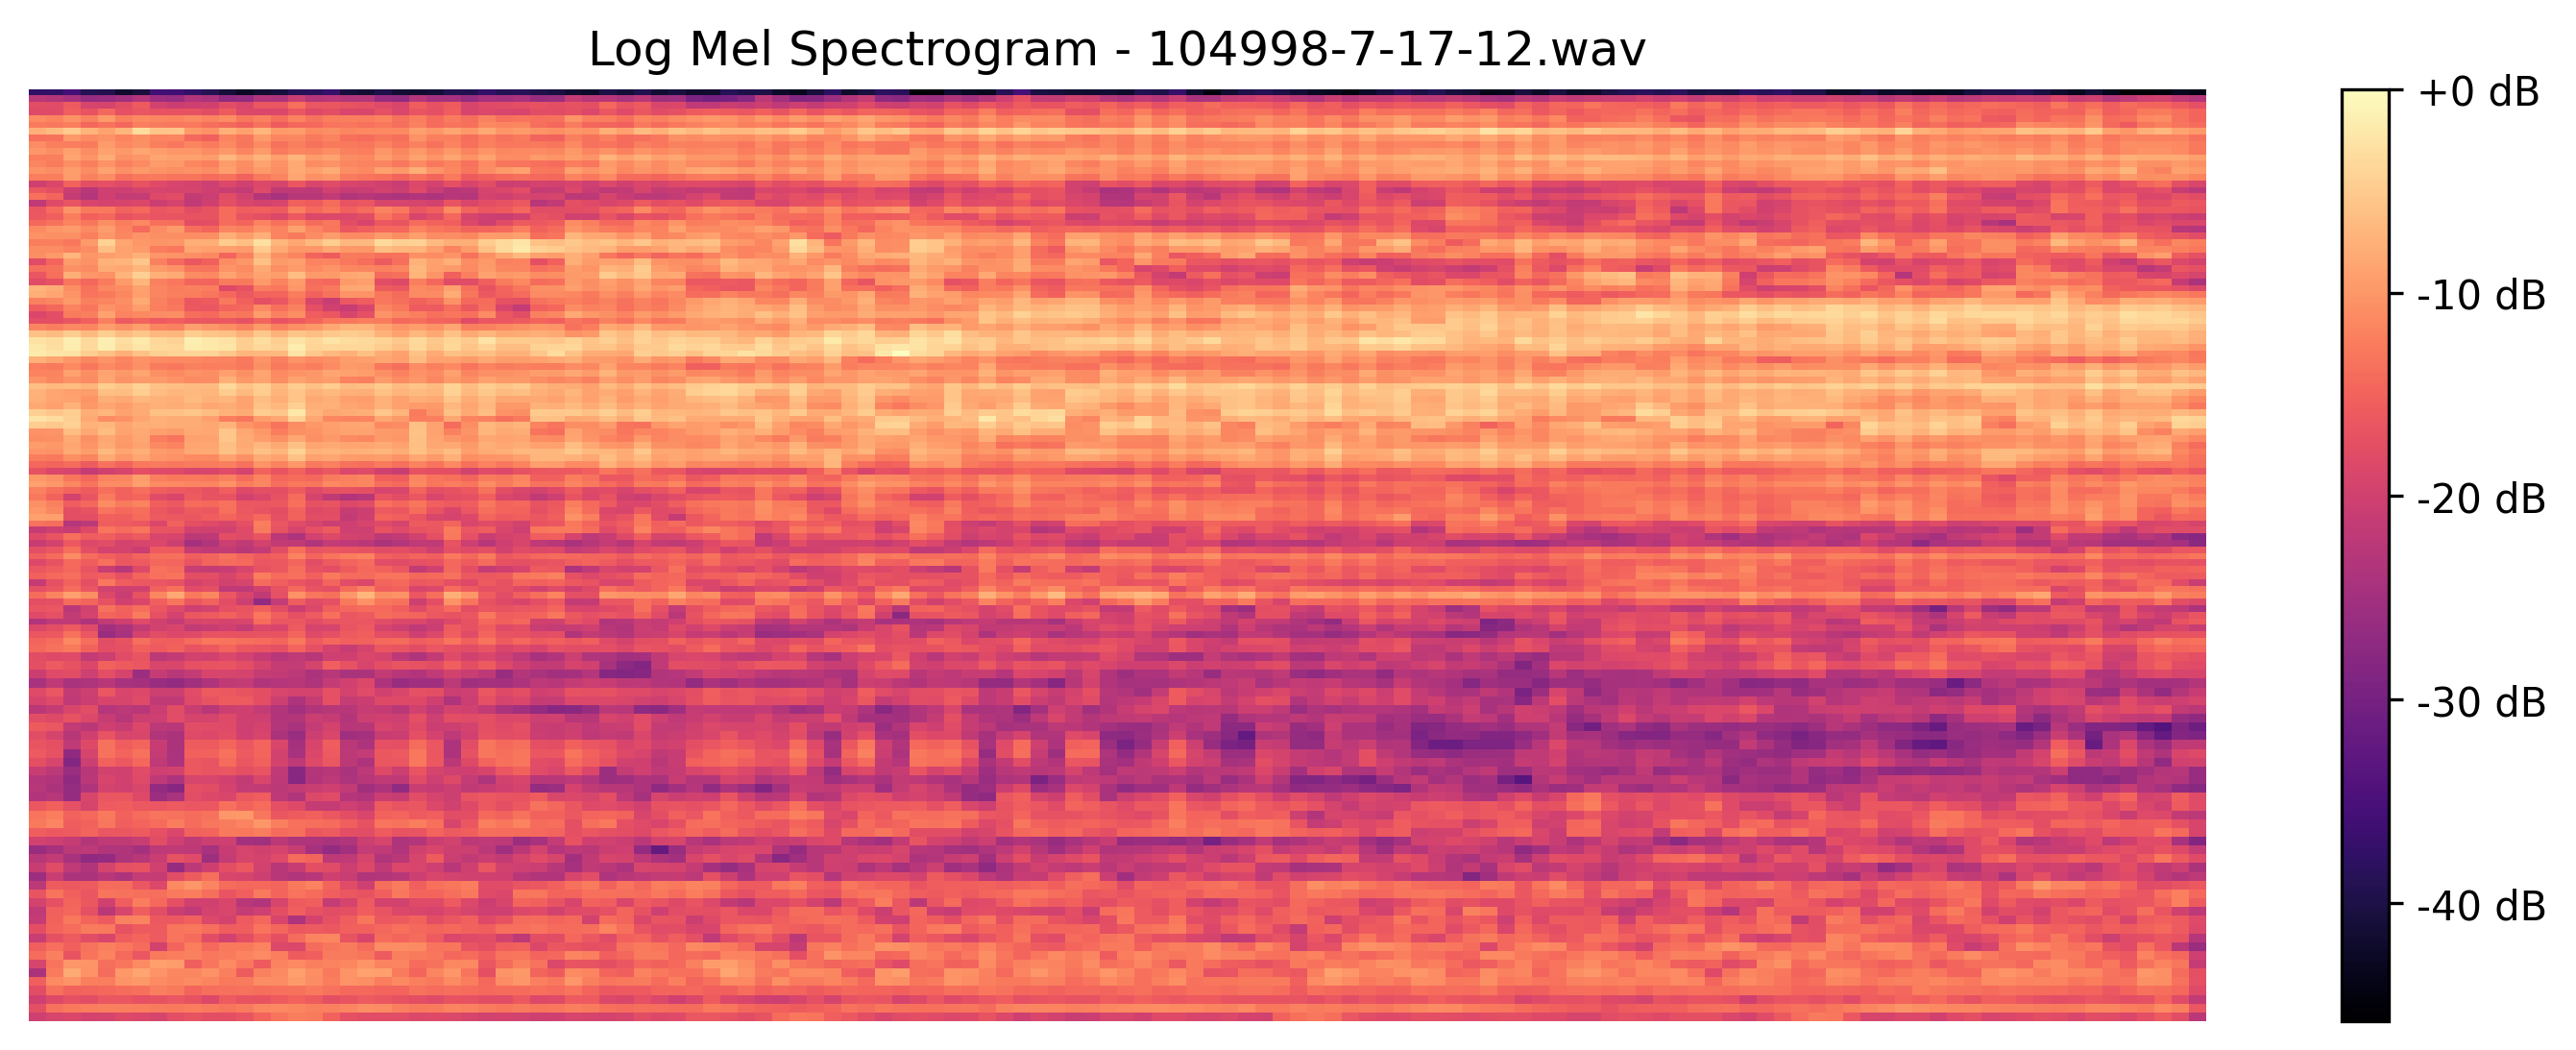 Log Mel Spectrogram - 104998-7-17-12.wav
+0 dB
-10 dB
-20 dB
-30 dB
-40 dB